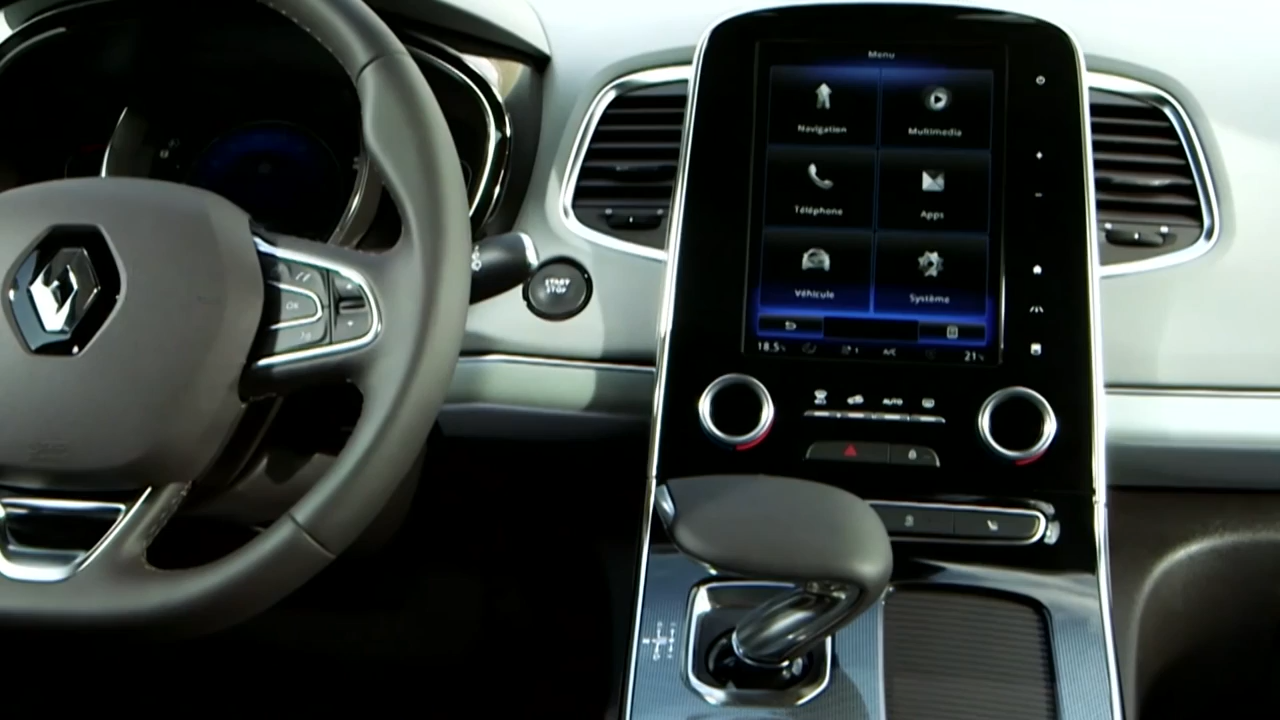 Menu
Navigation
Multimedia
Téléphone
Apps
Véhicule
Système
18.5
A/C
21
START
STOP
AUTO